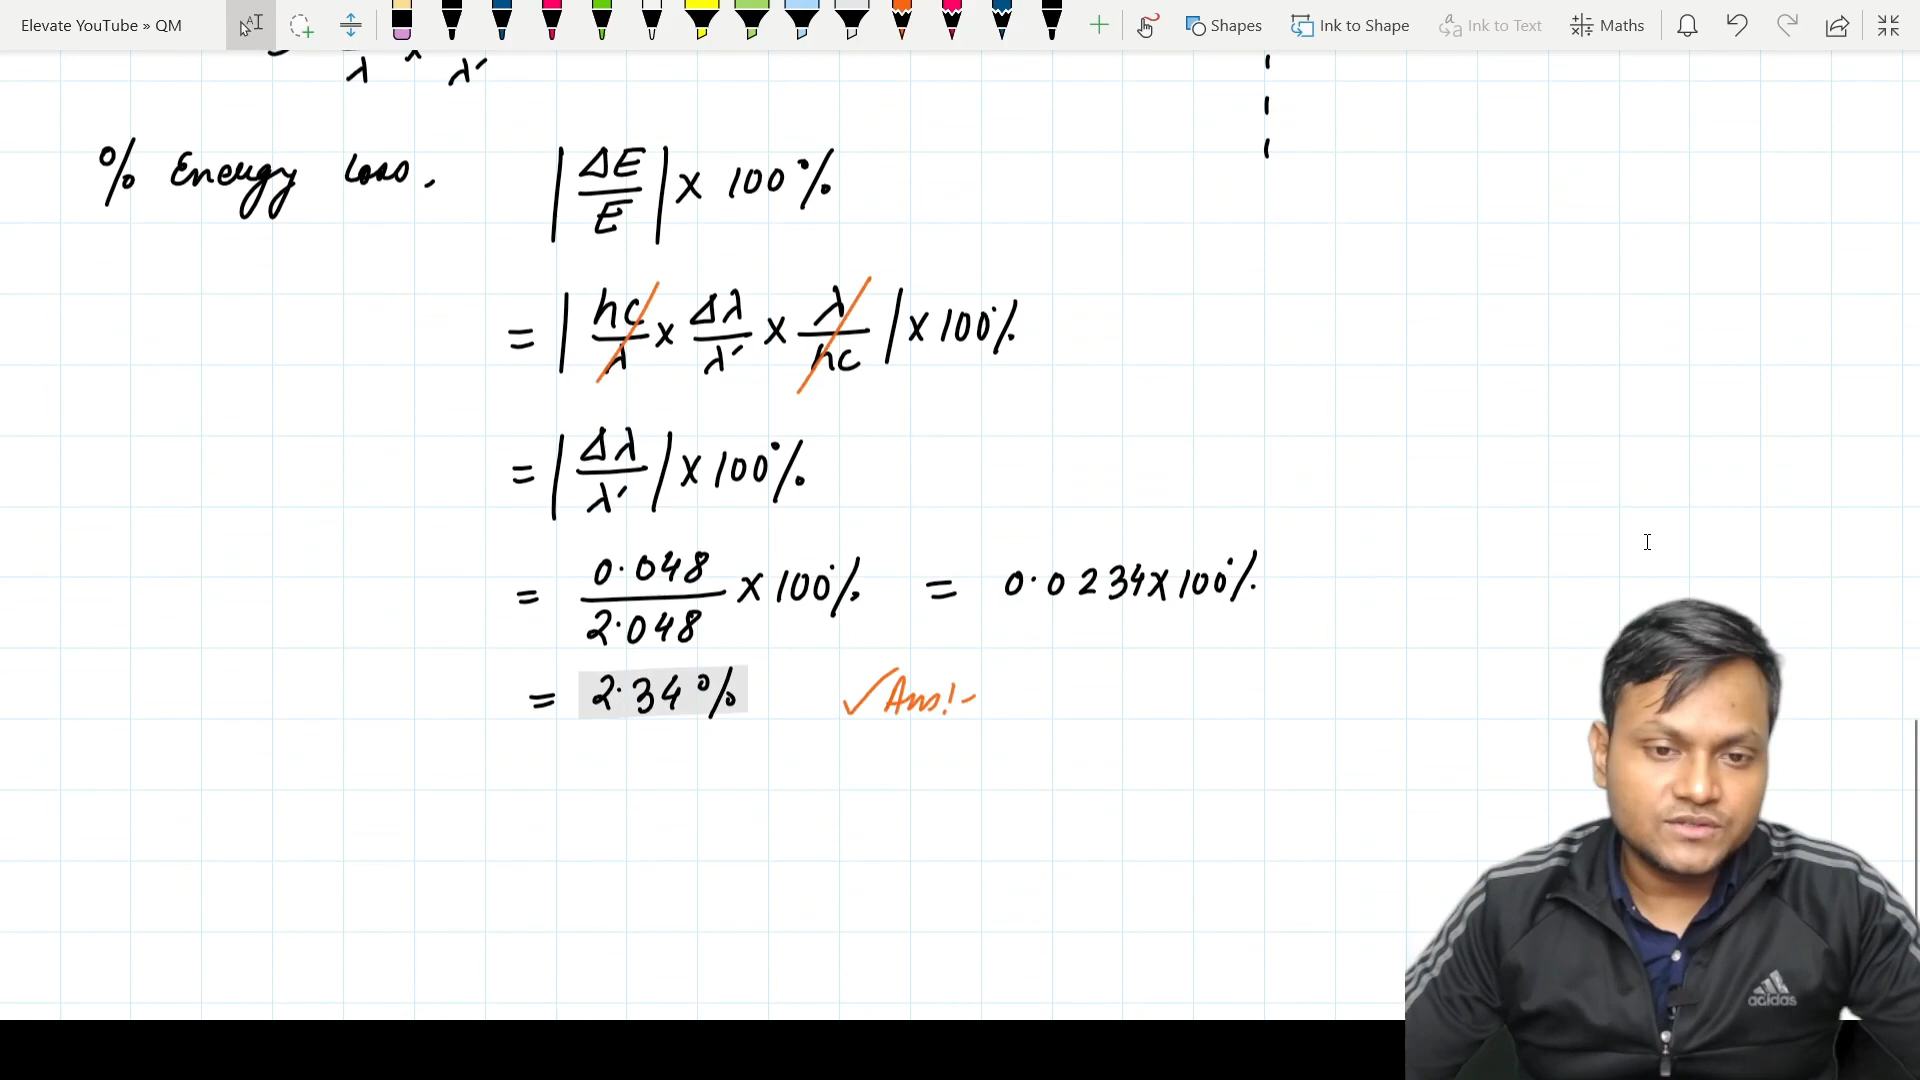 Elevate YouTube » QM Shapes Ink to Shape Ink to Text Maths
λ λ′
% Energy Loss. |ΔE/E| × 100%
= |hc/λ × Δλ/λ′ × λ/hc| × 100%
= |Δλ/λ′| × 100%
= 0.048/2.048 × 100% = 0.0234 × 100%
= 2.34% ✓ Ans:-
adidas